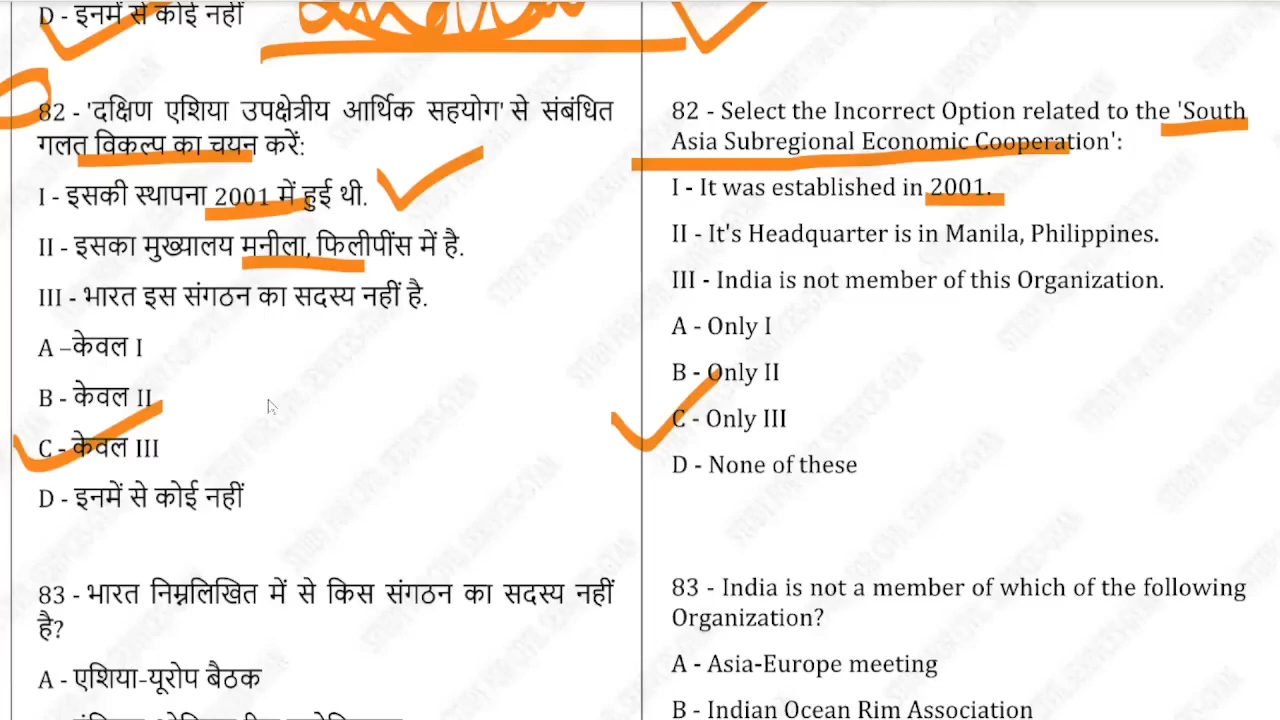 D - इनमें से कोई नहीं
82 - 'दक्षिण एशिया उपक्षेत्रीय आर्थिक सहयोग' से संबंधित
गलत विकल्प का चयन करें:
I - इसकी स्थापना 2001 में हुई थी.
II - इसका मुख्यालय मनीला, फिलीपींस में है.
III - भारत इस संगठन का सदस्य नहीं है.
A –केवल I
B - केवल II
C - केवल III
D - इनमें से कोई नहीं
83 - भारत निम्नलिखित में से किस संगठन का सदस्य नहीं
है?
A - एशिया-यूरोप बैठक
82 - Select the Incorrect Option related to the 'South
Asia Subregional Economic Cooperation':
I - It was established in 2001.
II - It's Headquarter is in Manila, Philippines.
III - India is not member of this Organization.
A - Only I
B - Only II
C - Only III
D - None of these
83 - India is not a member of which of the following
Organization?
A - Asia-Europe meeting
B - Indian Ocean Rim Association
STUDY FOR CIVIL SERVICES-GYAN